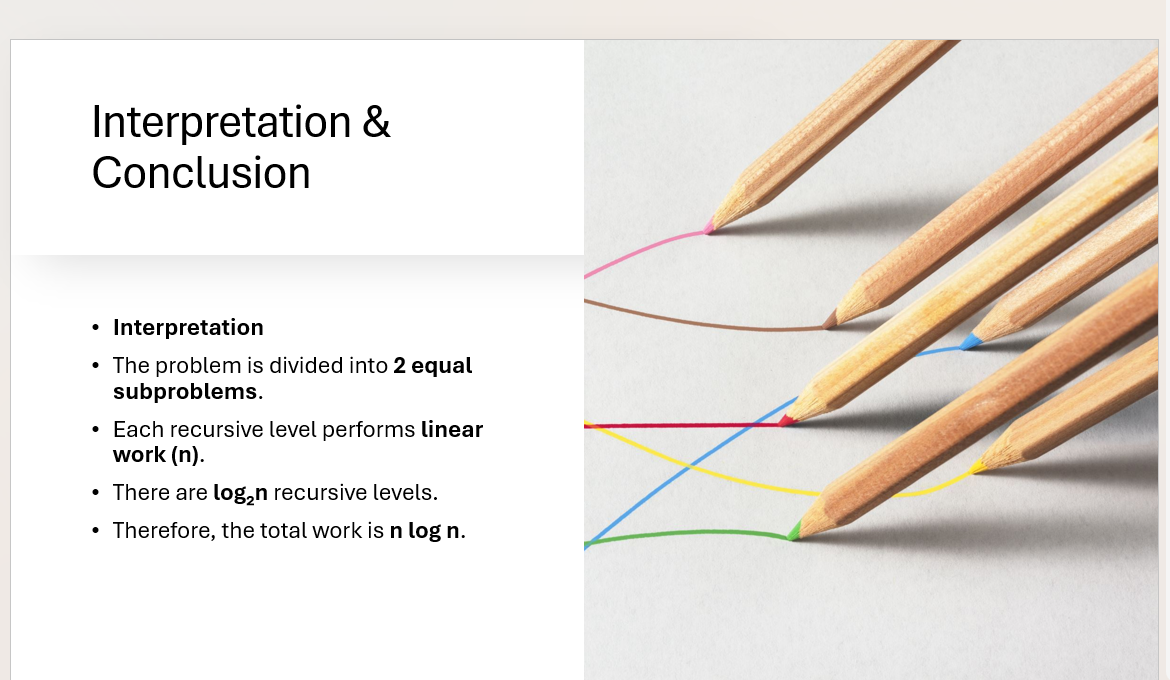 Interpretation &
Conclusion
• Interpretation
• The problem is divided into 2 equal
subproblems.
• Each recursive level performs linear
work (n).
• There are log₂n recursive levels.
• Therefore, the total work is n log n.